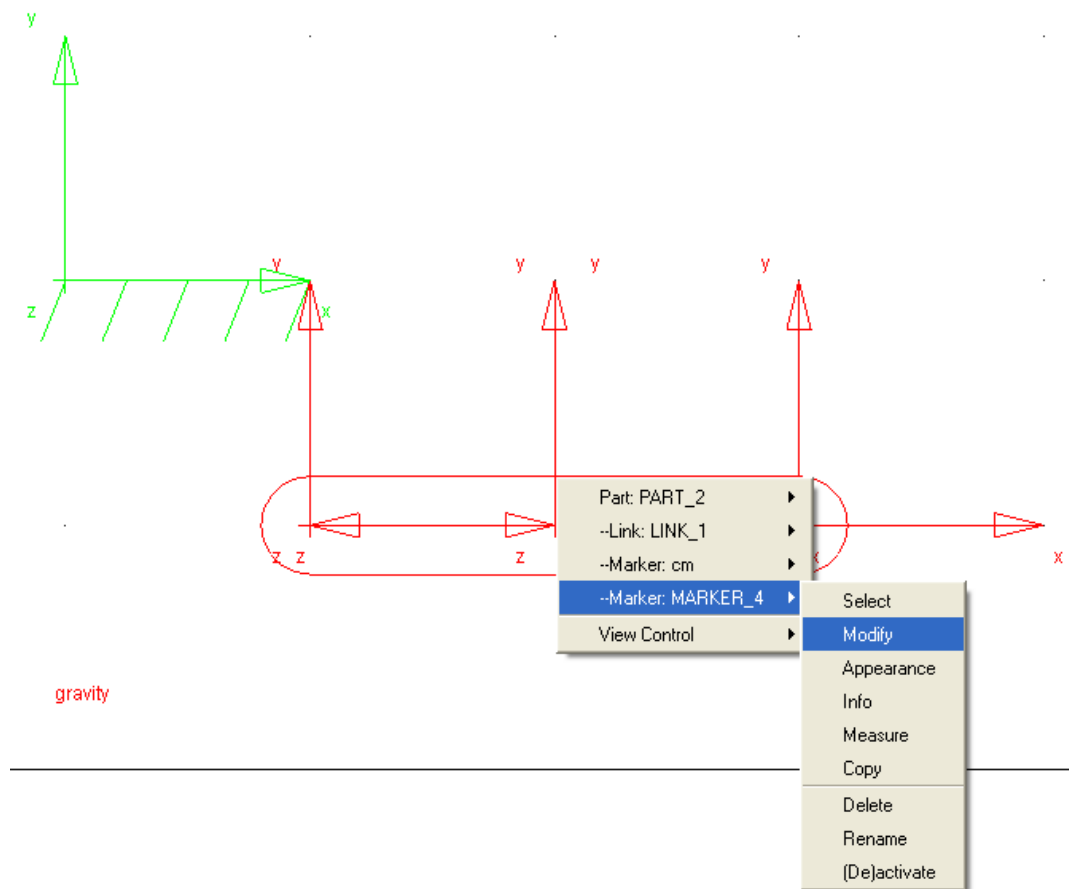 y
y
y
y
y
z
x
Part: PART_2
--Link: LINK_1
z
z
z
--Marker: cm
x
x
--Marker: MARKER_4
Select
View Control
Modify
Appearance
gravity
Info
Measure
Copy
Delete
Rename
(De)activate